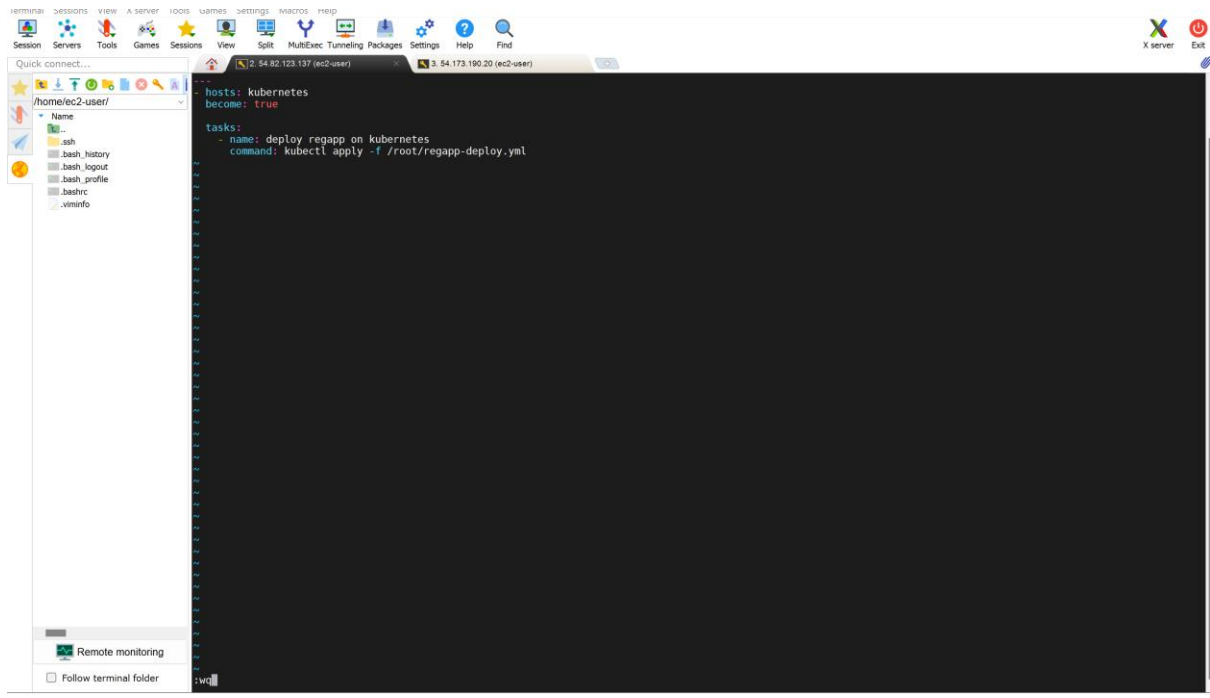 Terminal Sessions View X server Tools Games Settings Macros Help
Session Servers Tools Games Sessions View Split MultiExec Tunneling Packages Settings Help Find X server Exit
Quick connect...
2. 54.82.123.137 (ec2-user)
3. 54.173.190.20 (ec2-user)
/home/ec2-user/
Name
..
.ssh
.bash_history
.bash_logout
.bash_profile
.bashrc
.viminfo
---
- hosts: kubernetes
become: true
tasks:
- name: deploy regapp on kubernetes
command: kubectl apply -f /root/regapp-deploy.yml
:wq
Remote monitoring
Follow terminal folder